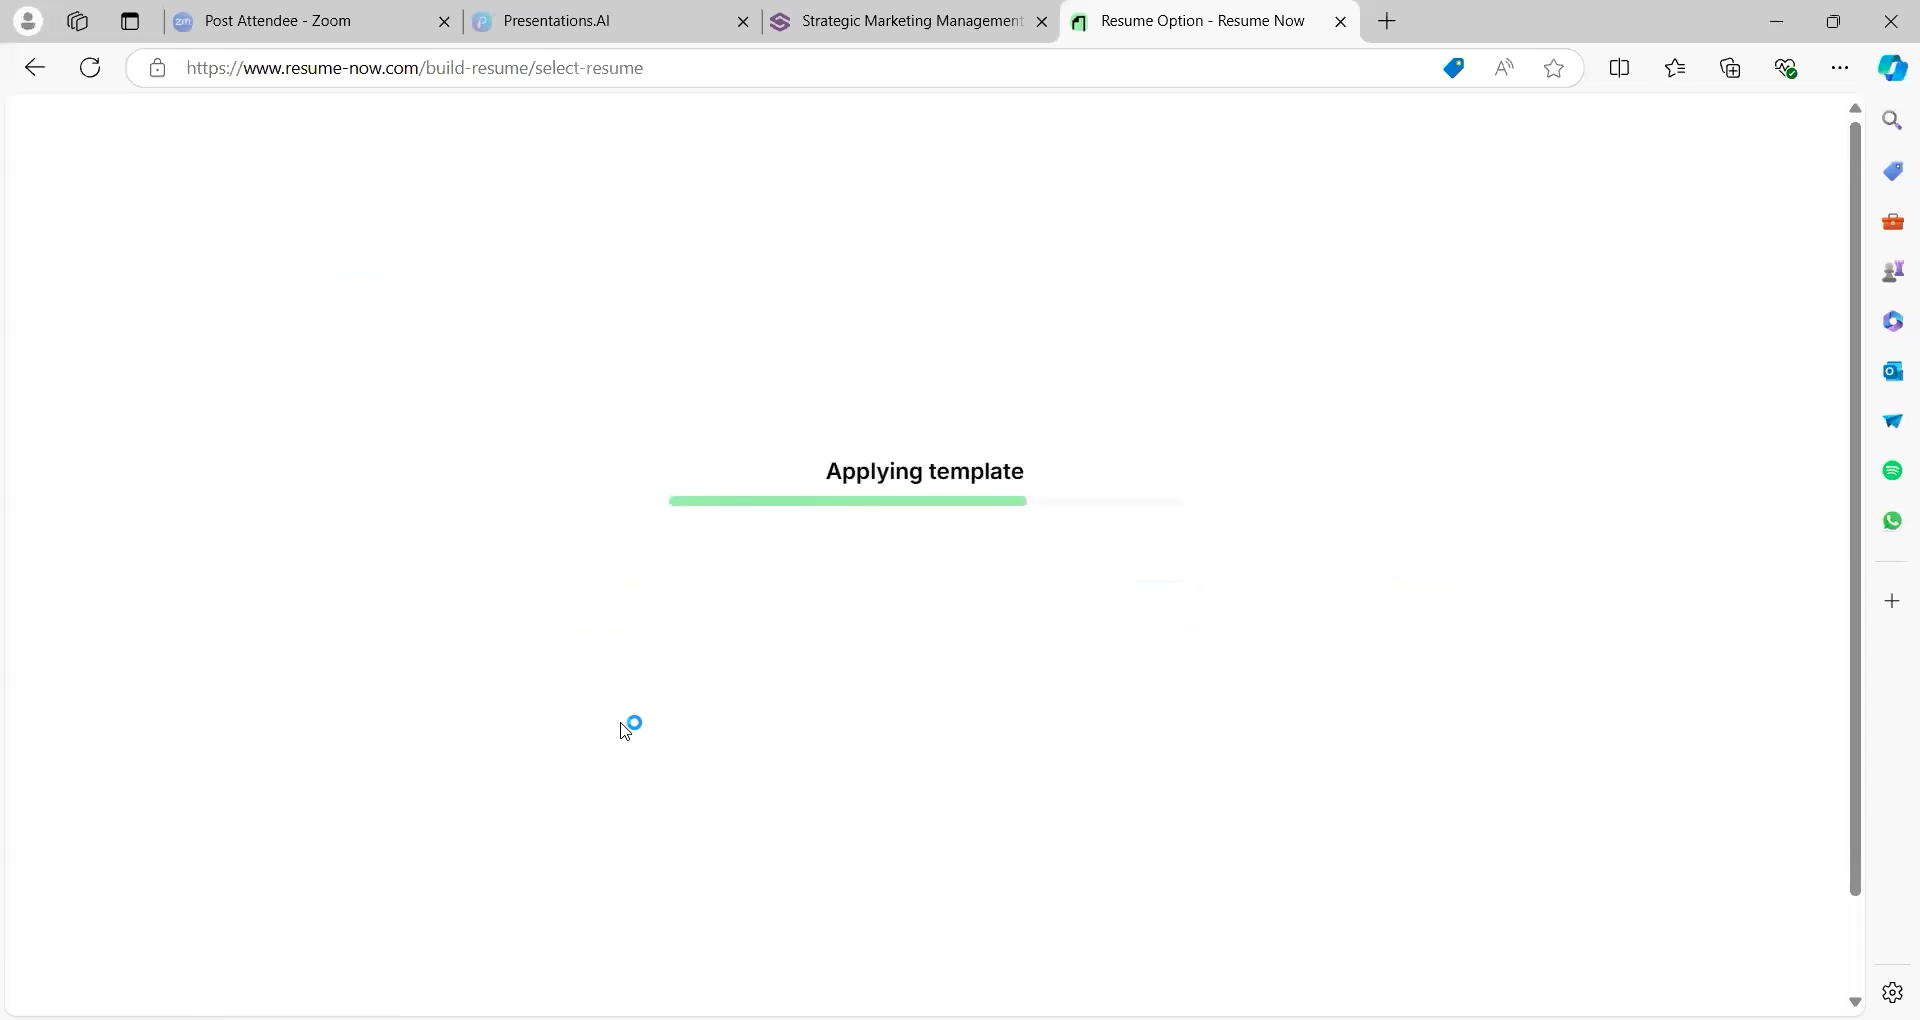 Post Attendee - Zoom
Presentations.AI
Strategic Marketing Management
Resume Option - Resume Now
https://www.resume-now.com/build-resume/select-resume
Applying template